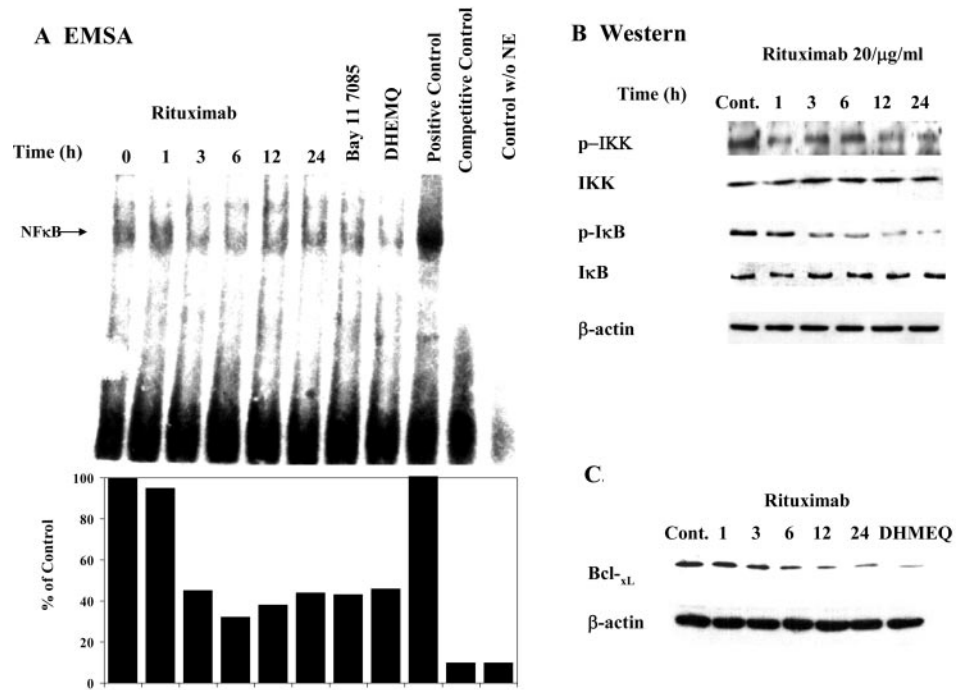 A EMSA
Rituximab
Bay 11 7085
DHEMQ
Positive Control
Competitive Control
Control w/o NE
Time (h) 0 1 3 6 12 24
NFκB
100
80
60
40
20
0
% of Control
B Western
Rituximab 20/μg/ml
Time (h) Cont. 1 3 6 12 24
p–IKK
IKK
p-IκB
IκB
β-actin
C.
Rituximab
Cont. 1 3 6 12 24 DHMEQ
Bcl-xL
β-actin